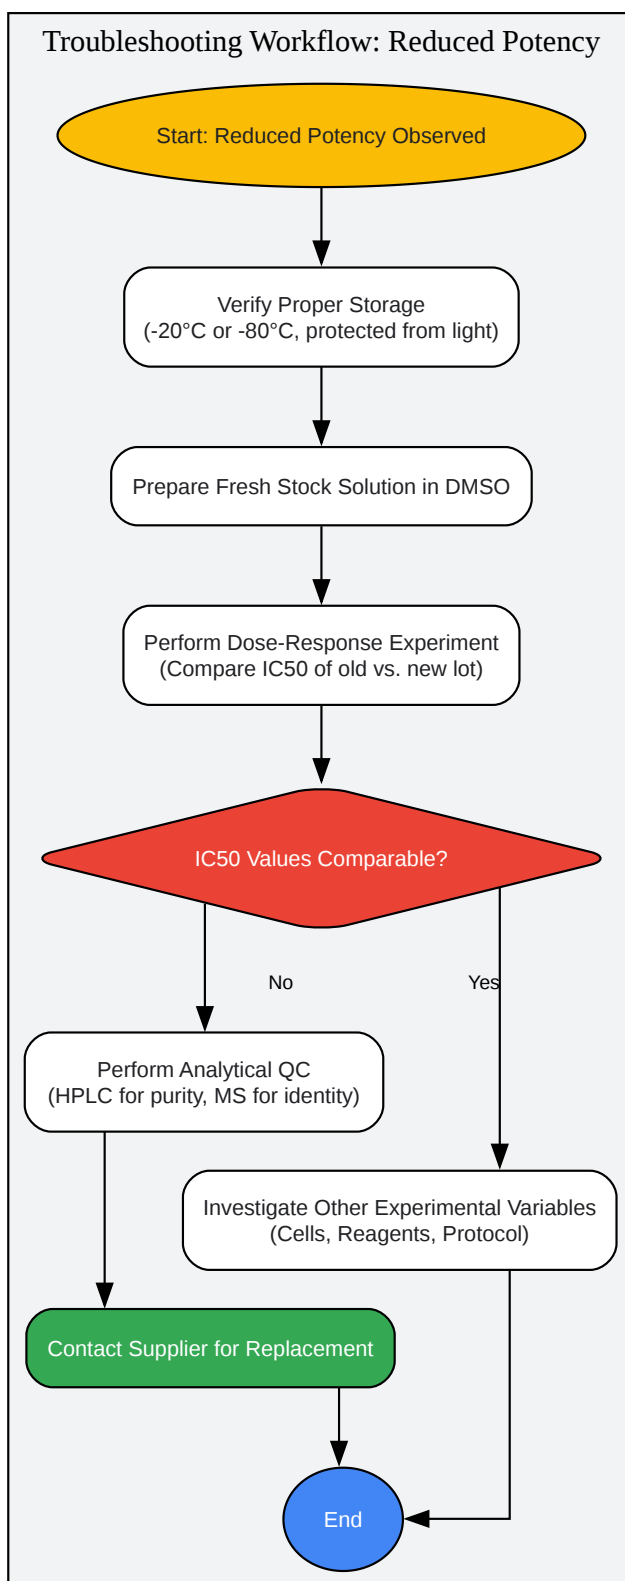 Troubleshooting Workflow: Reduced Potency
Start: Reduced Potency Observed
Verify Proper Storage
(-20°C or -80°C, protected from light)
Prepare Fresh Stock Solution in DMSO
Perform Dose-Response Experiment
(Compare IC50 of old vs. new lot)
IC50 Values Comparable?
No
Yes
Perform Analytical QC
(HPLC for purity, MS for identity)
Investigate Other Experimental Variables
(Cells, Reagents, Protocol)
Contact Supplier for Replacement
End